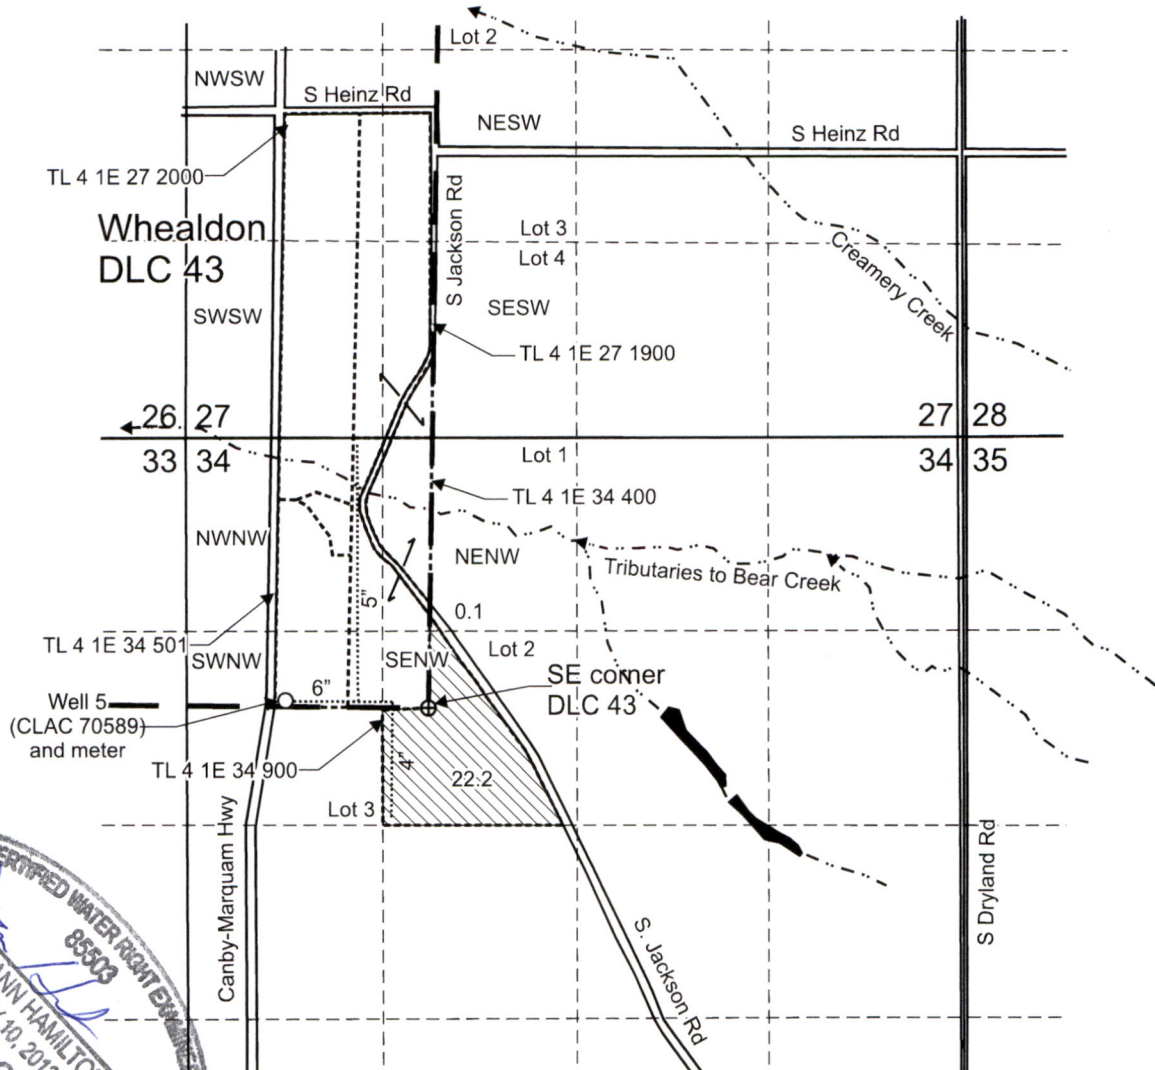 Lot 2
NWSW
S Heinz Rd
NESW
S Heinz Rd
TL 4 1E 27 2000
S Jackson Rd
Whealdon
DLC 43
Lot 3
Lot 4
Creamery Creek
SWSW
SESW
TL 4 1E 27 1900
26 27
33 34
27 28
34 35
Lot 1
TL 4 1E 34 400
NWNW
NENW
Tributaries to Bear Creek
5"
0.1
TL 4 1E 34 501
SWNW
SENW
Lot 2
SE corner
DLC 43
6"
Well 5
(CLAC 70589)
and meter
TL 4 1E 34 900
4"
22.2
Lot 3
Canby-Marquam Hwy
S Dryland Rd
S. Jackson Rd
CERTIFIED WATER RIGHT EXAMINER
85503
ANN HAMILTON
10, 201